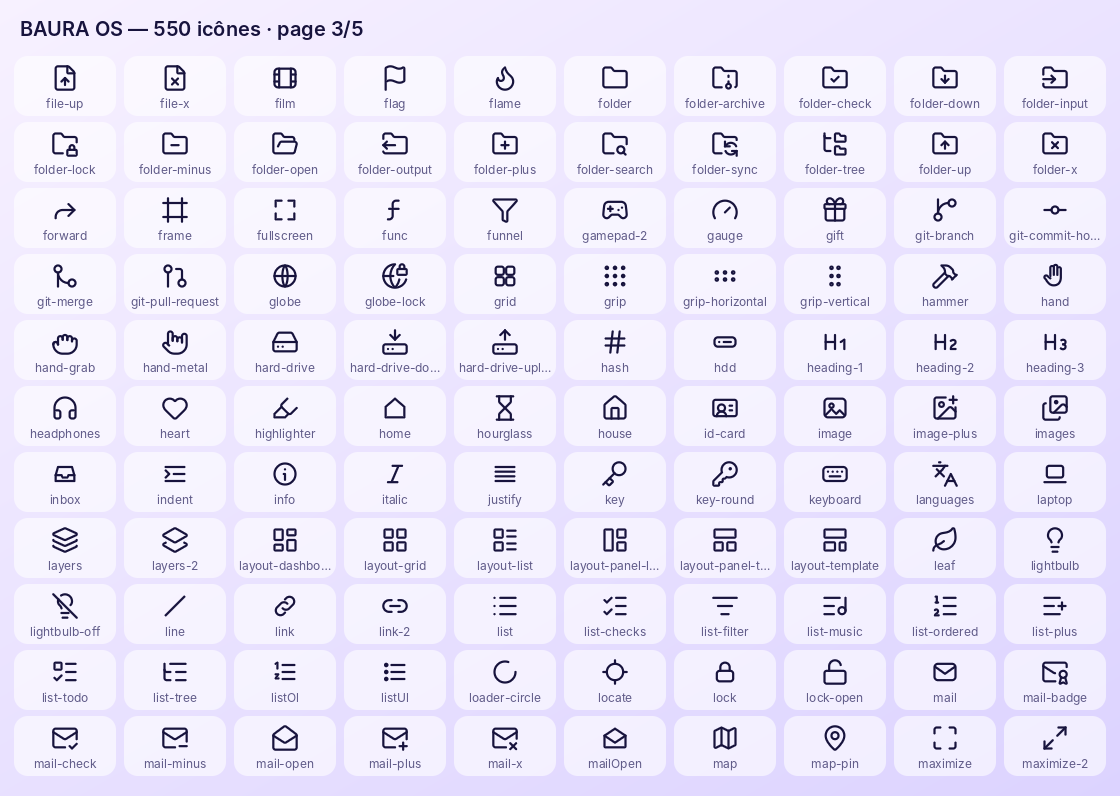 BAURA OS — 550 icônes · page 3/5
file-up file-x film flag flame folder folder-archive folder-check folder-down folder-input
folder-lock folder-minus folder-open folder-output folder-plus folder-search folder-sync folder-tree folder-up folder-x
forward frame fullscreen func funnel gamepad-2 gauge gift git-branch git-commit-ho...
git-merge git-pull-request globe globe-lock grid grip grip-horizontal grip-vertical hammer hand
hand-grab hand-metal hard-drive hard-drive-do... hard-drive-upl... hash hdd heading-1 heading-2 heading-3
headphones heart highlighter home hourglass house id-card image image-plus images
inbox indent info italic justify key key-round keyboard languages laptop
layers layers-2 layout-dashbo... layout-grid layout-list layout-panel-l... layout-panel-t... layout-template leaf lightbulb
lightbulb-off line link link-2 list list-checks list-filter list-music list-ordered list-plus
list-todo list-tree listOl listUl loader-circle locate lock lock-open mail mail-badge
mail-check mail-minus mail-open mail-plus mail-x mailOpen map map-pin maximize maximize-2